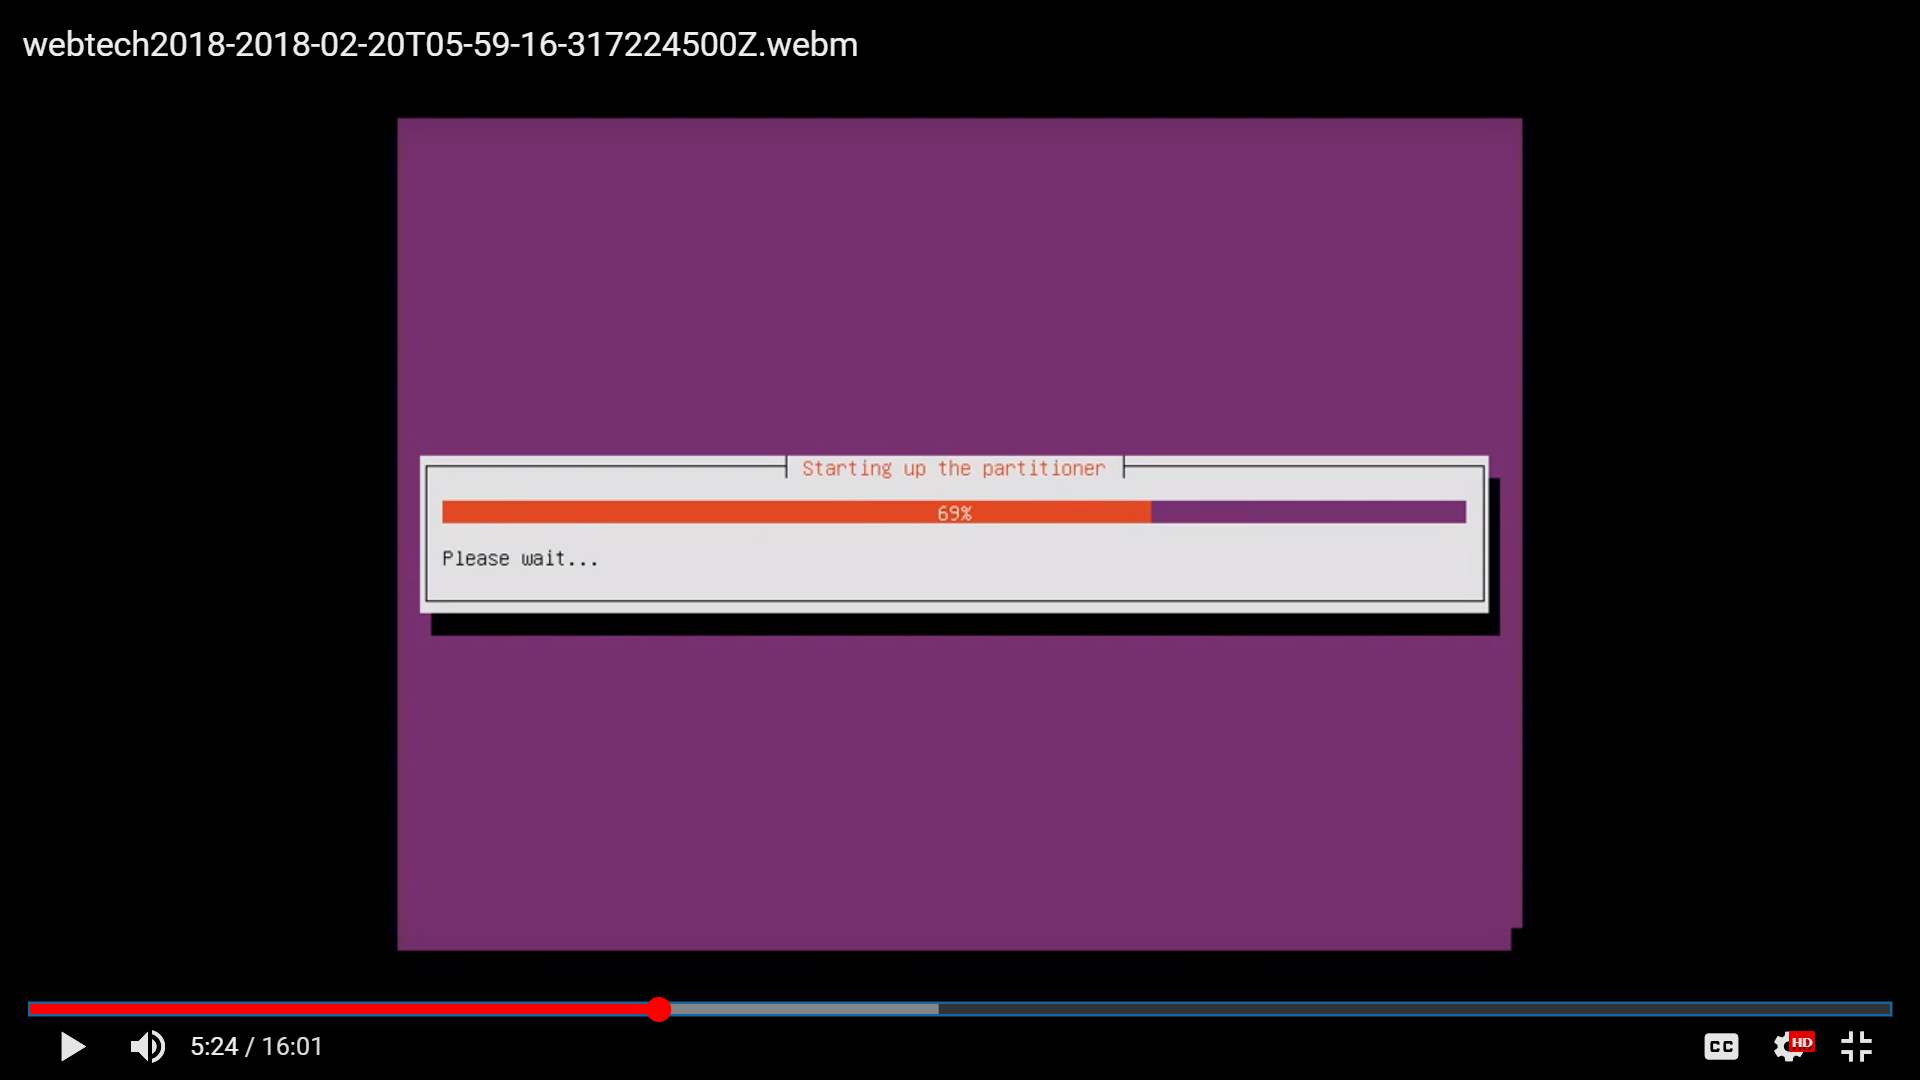 webtech2018-2018-02-20T05-59-16-317224500Z.webm
Starting up the partitioner
69%
Please wait...
5:24 / 16:01
CC
HD